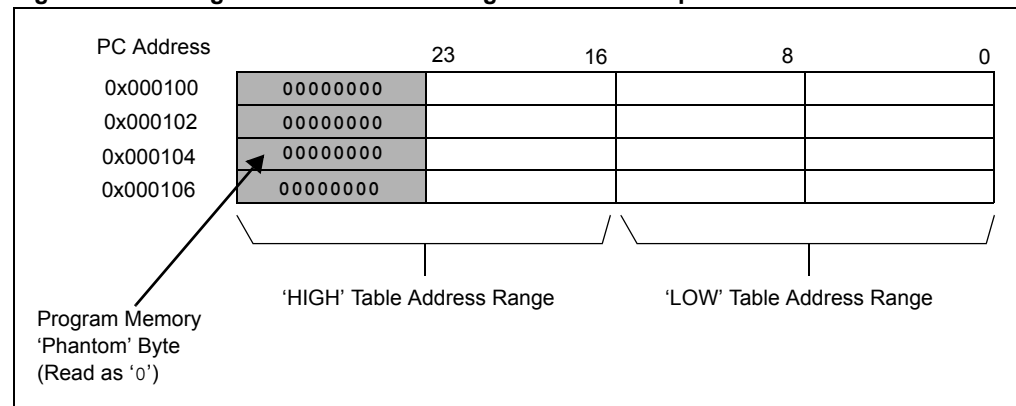 PC Address 23 16 8 0
0x000100 00000000
0x000102 00000000
0x000104 00000000
0x000106 00000000
‘HIGH’ Table Address Range ‘LOW’ Table Address Range
Program Memory
‘Phantom’ Byte
(Read as ‘0’)